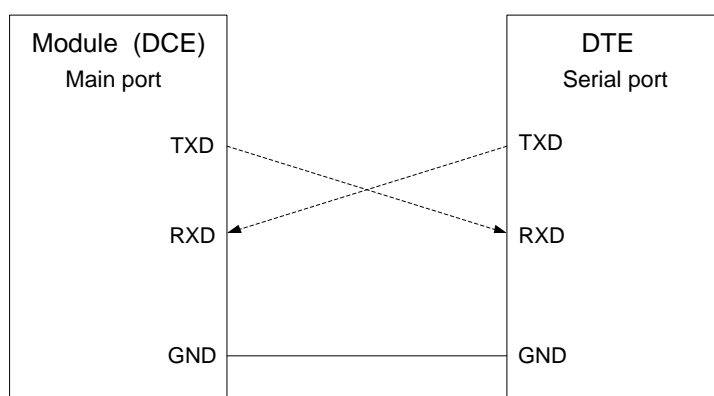 Module (DCE)
Main port
TXD
RXD
GND
DTE
Serial port
TXD
RXD
GND